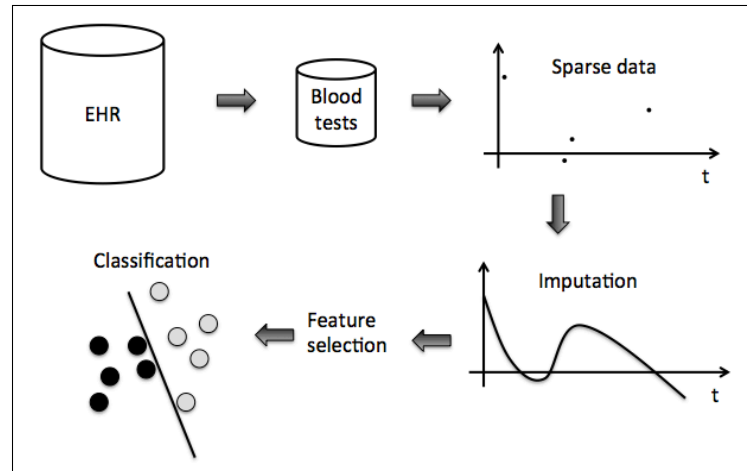 EHR
Blood
tests
Sparse data
t
Imputation
t
Feature
selection
Classification